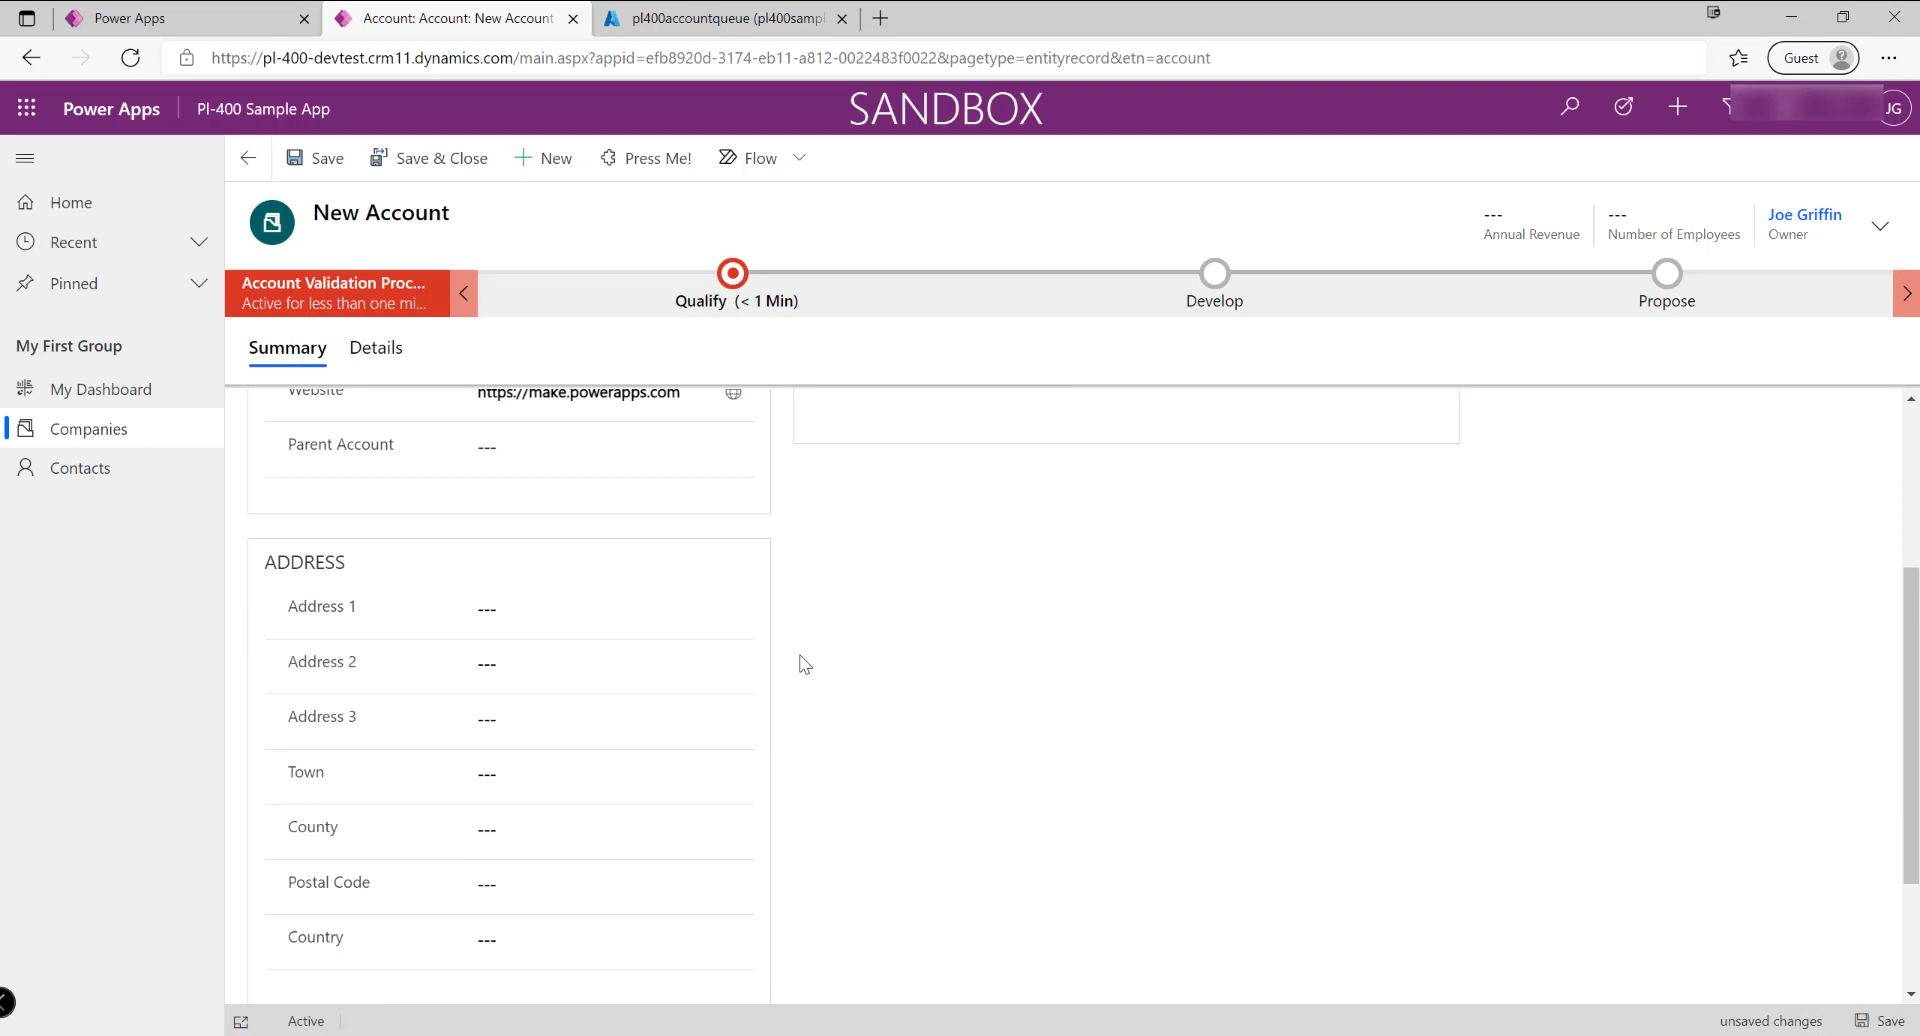 Power Apps
Account: Account: New Account
pl400accountqueue (pl400sampl
https://pl-400-devtest.crm11.dynamics.com/main.aspx?appid=efb8920d-3174-eb11-a812-0022483f0022&pagetype=entityrecord&etn=account
Guest
Power Apps
Pl-400 Sample App
SANDBOX
JG
Save
Save & Close
New
Press Me!
Flow
Home
Recent
Pinned
My First Group
My Dashboard
Companies
Contacts
New Account
---
Annual Revenue
---
Number of Employees
Joe Griffin
Owner
Account Validation Proc...
Active for less than one mi...
Qualify (< 1 Min)
Develop
Propose
Summary
Details
Website https://make.powerapps.com
Parent Account ---
ADDRESS
Address 1 ---
Address 2 ---
Address 3 ---
Town ---
County ---
Postal Code ---
Country ---
Active
unsaved changes
Save